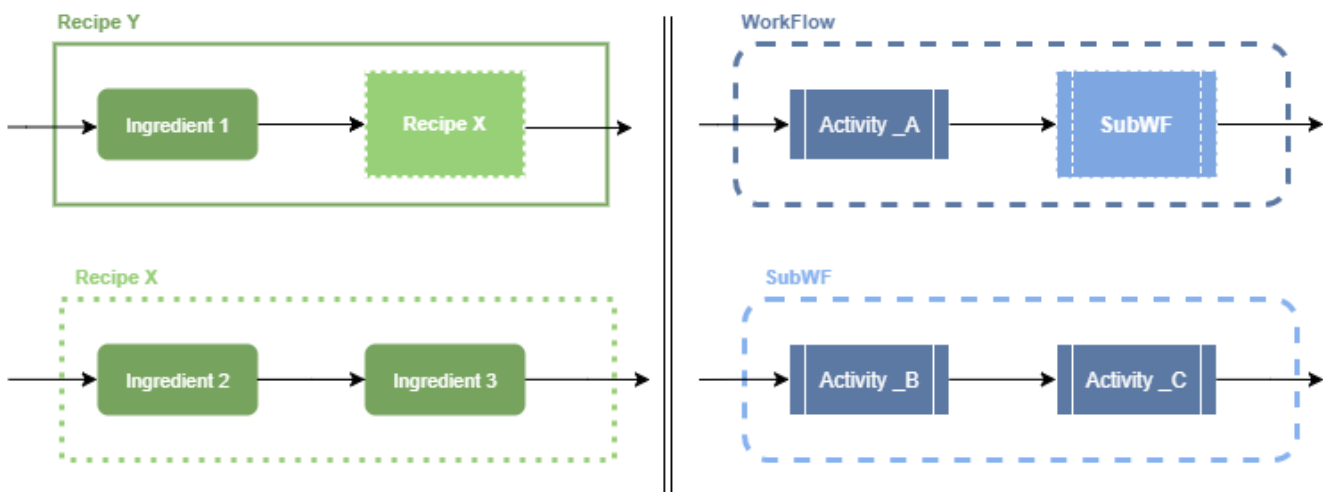 Recipe Y
Ingredient 1
Recipe X
Recipe X
Ingredient 2
Ingredient 3
WorkFlow
Activity _A
SubWF
SubWF
Activity _B
Activity _C